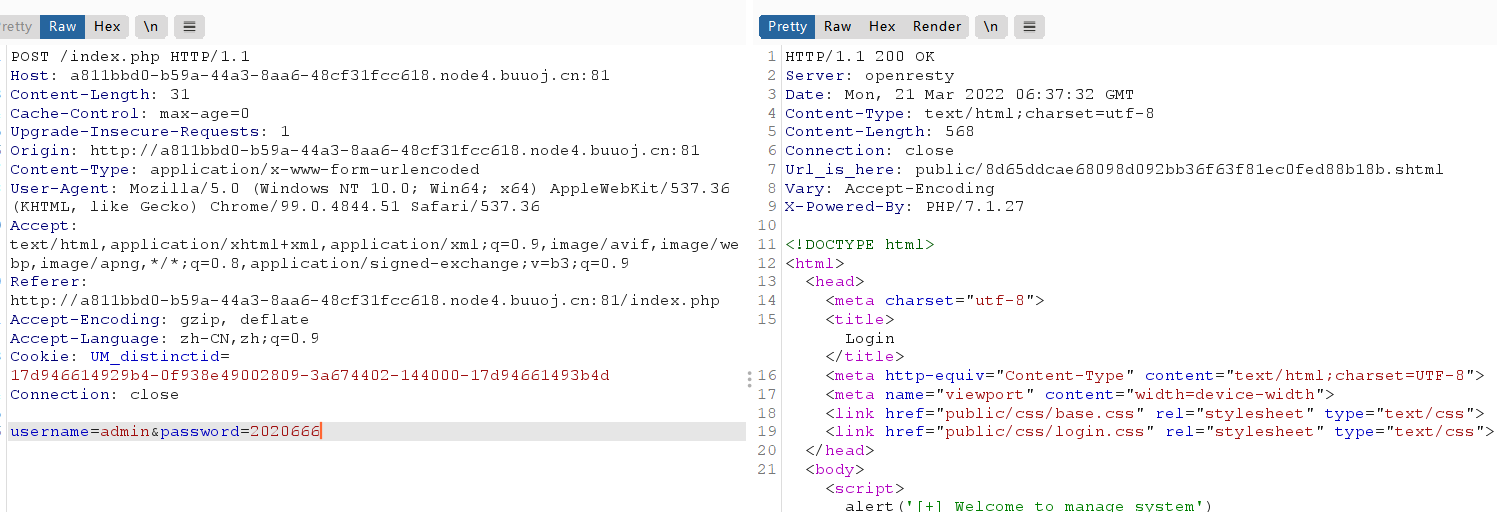 retty Raw Hex \n
POST /index.php HTTP/1.1
Host: a811bbd0-b59a-44a3-8aa6-48cf31fcc618.node4.buuoj.cn:81
Content-Length: 31
Cache-Control: max-age=0
Upgrade-Insecure-Requests: 1
Origin: http://a811bbd0-b59a-44a3-8aa6-48cf31fcc618.node4.buuoj.cn:81
Content-Type: application/x-www-form-urlencoded
User-Agent: Mozilla/5.0 (Windows NT 10.0; Win64; x64) AppleWebKit/537.36
(KHTML, like Gecko) Chrome/99.0.4844.51 Safari/537.36
Accept:
text/html,application/xhtml+xml,application/xml;q=0.9,image/avif,image/we
bp,image/apng,*/*;q=0.8,application/signed-exchange;v=b3;q=0.9
Referer:
http://a811bbd0-b59a-44a3-8aa6-48cf31fcc618.node4.buuoj.cn:81/index.php
Accept-Encoding: gzip, deflate
Accept-Language: zh-CN,zh;q=0.9
Cookie: UM_distinctid=
17d946614929b4-0f938e49002809-3a674402-144000-17d94661493b4d
Connection: close
username=admin&password=2020666
Pretty Raw Hex Render \n
1 HTTP/1.1 200 OK
2 Server: openresty
3 Date: Mon, 21 Mar 2022 06:37:32 GMT
4 Content-Type: text/html;charset=utf-8
5 Content-Length: 568
6 Connection: close
7 Url_is_here: public/8d65ddcae68098d092bb36f63f81ec0fed88b18b.shtml
8 Vary: Accept-Encoding
9 X-Powered-By: PHP/7.1.27
10
11 <!DOCTYPE html>
12 <html>
13 <head>
14 <meta charset="utf-8">
15 <title>
Login
</title>
16 <meta http-equiv="Content-Type" content="text/html;charset=UTF-8">
17 <meta name="viewport" content="width=device-width">
18 <link href="public/css/base.css" rel="stylesheet" type="text/css">
19 <link href="public/css/login.css" rel="stylesheet" type="text/css">
20 </head>
21 <body>
<script>
alert('[+] Welcome to manage system')